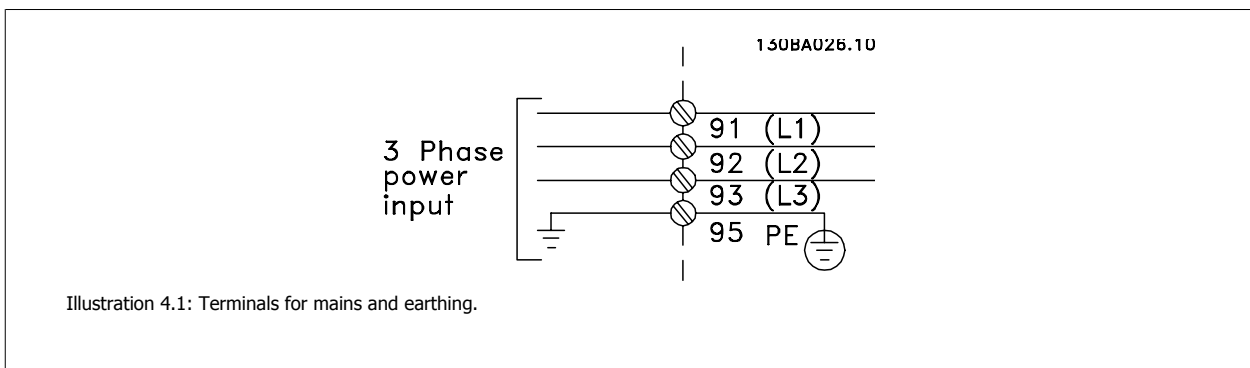 130BA026.10
3 Phase
power
input
91 (L1)
92 (L2)
93 (L3)
95 PE
Illustration 4.1: Terminals for mains and earthing.